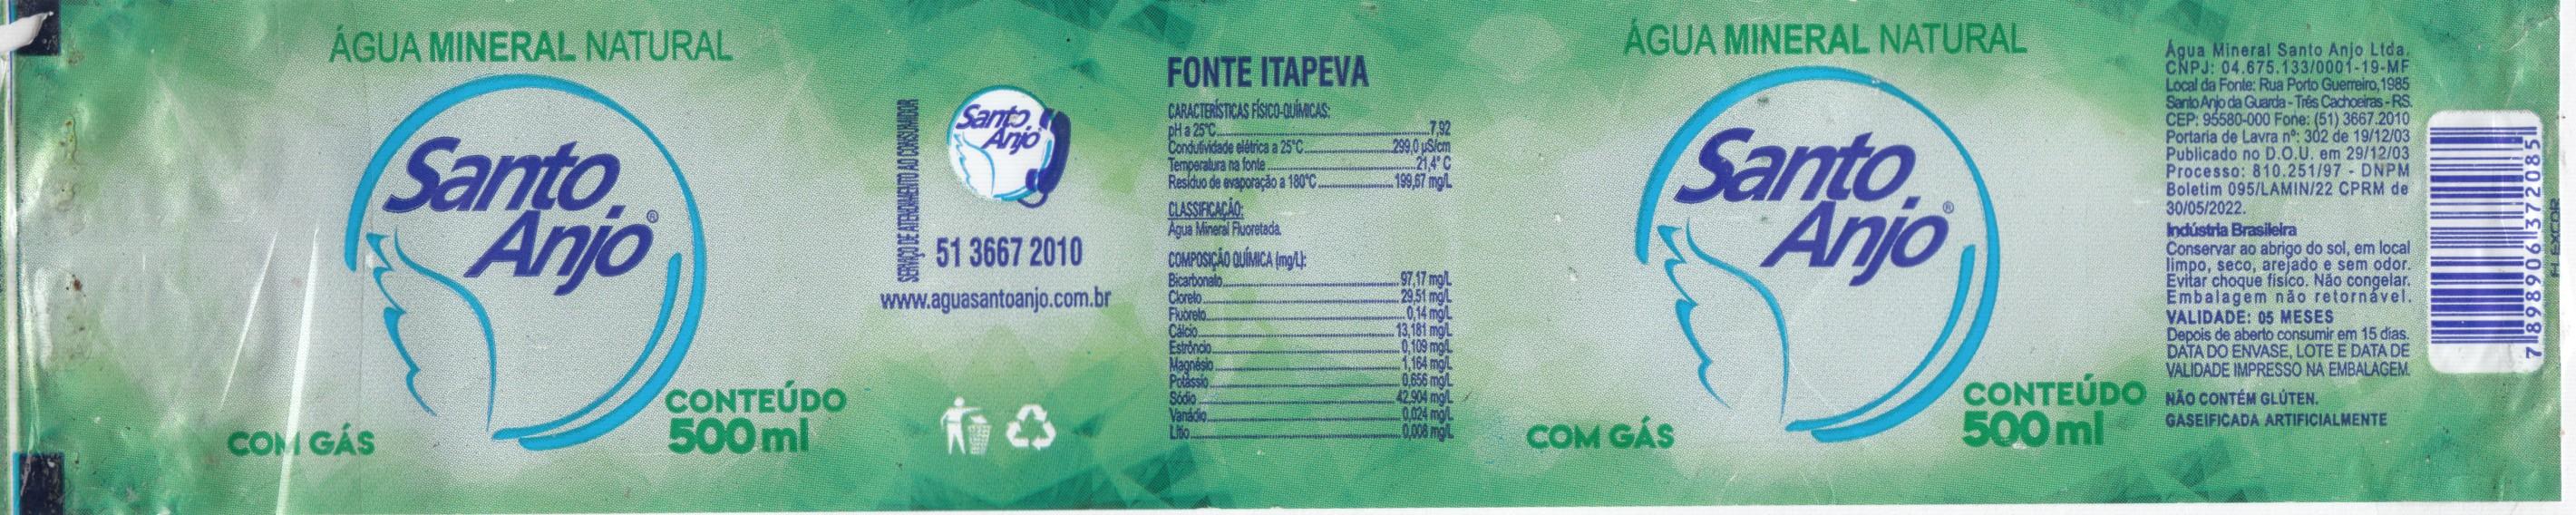 ÁGUA MINERAL NATURAL
Santo
Anjo®
COM GÁS
CONTEÚDO
500 ml
SERVIÇO DE ATENDIMENTO AO CONSUMIDOR
Santo
Anjo
51 3667 2010
www.aguasantoanjo.com.br
FONTE ITAPEVA
CARACTERÍSTICAS FÍSICO-QUÍMICAS:
pH a 25°C 7,92
Condutividade elétrica a 25°C 299,0 µS/cm
Temperatura na fonte 21,4° C
Resíduo de evaporação a 180°C 199,67 mg/L
CLASSIFICAÇÃO:
Água Mineral Fluoretada.
COMPOSIÇÃO QUÍMICA (mg/L):
Bicarbonato 97,17 mg/L
Cloreto 29,51 mg/L
Fluoreto 0,14 mg/L
Cálcio 13,181 mg/L
Estrôncio 0,109 mg/L
Magnésio 1,164 mg/L
Potássio 0,656 mg/L
Sódio 42,904 mg/L
Vanádio 0,024 mg/L
Lítio 0,008 mg/L
ÁGUA MINERAL NATURAL
Santo
Anjo®
COM GÁS
CONTEÚDO
500 ml
Água Mineral Santo Anjo Ltda.
CNPJ: 04.675.133/0001-19-MF
Local da Fonte: Rua Porto Guerreiro,1985
Santo Anjo da Guarda - Três Cachoeiras - RS.
CEP: 95580-000 Fone: (51) 3667.2010
Portaria de Lavra nº: 302 de 19/12/03
Publicado no D.O.U. em 29/12/03
Processo: 810.251/97 - DNPM
Boletim 095/LAMIN/22 CPRM de
30/05/2022.
Indústria Brasileira
Conservar ao abrigo do sol, em local
limpo, seco, arejado e sem odor.
Evitar choque físico. Não congelar.
Embalagem não retornável.
VALIDADE: 05 MESES
Depois de aberto consumir em 15 dias.
DATA DO ENVASE, LOTE E DATA DE
VALIDADE IMPRESSO NA EMBALAGEM.
NÃO CONTÉM GLÚTEN.
GASEIFICADA ARTIFICIALMENTE
7 898906 372085
FLEXCOR